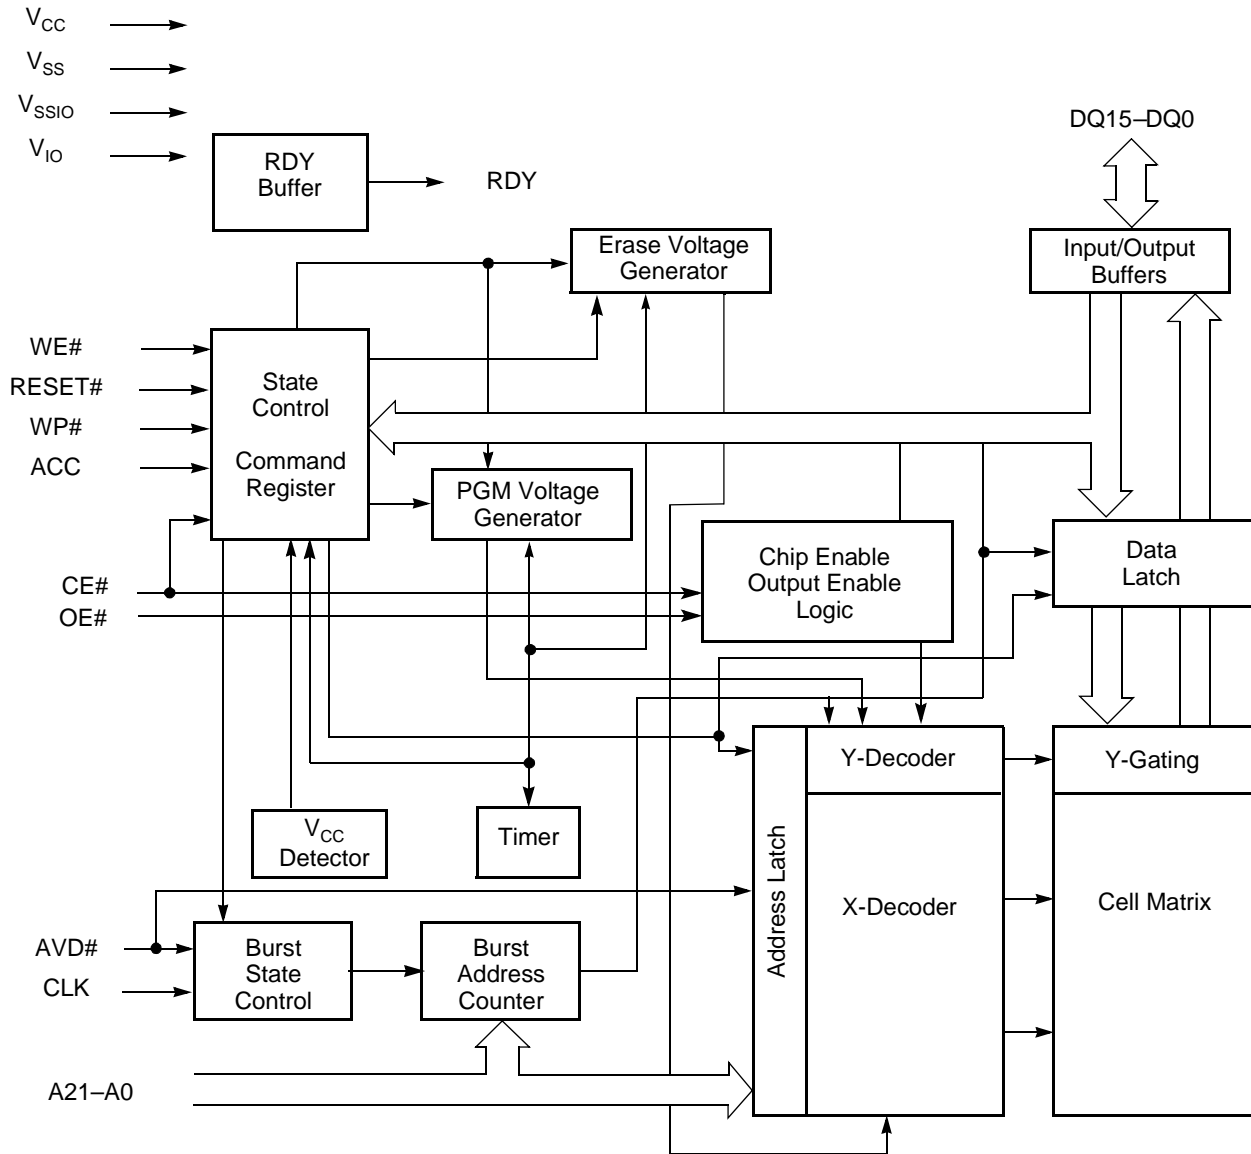 VCC
VSS
VSSIO
VIO
RDY
Buffer
RDY
DQ15–DQ0
Erase Voltage
Generator
Input/Output
Buffers
WE#
RESET#
WP#
ACC
State
Control
Command
Register
PGM Voltage
Generator
Chip Enable
Output Enable
Logic
Data
Latch
CE#
OE#
Y-Decoder
Y-Gating
VCC
Detector
Timer
Address Latch
X-Decoder
Cell Matrix
AVD#
CLK
Burst
State
Control
Burst
Address
Counter
A21–A0